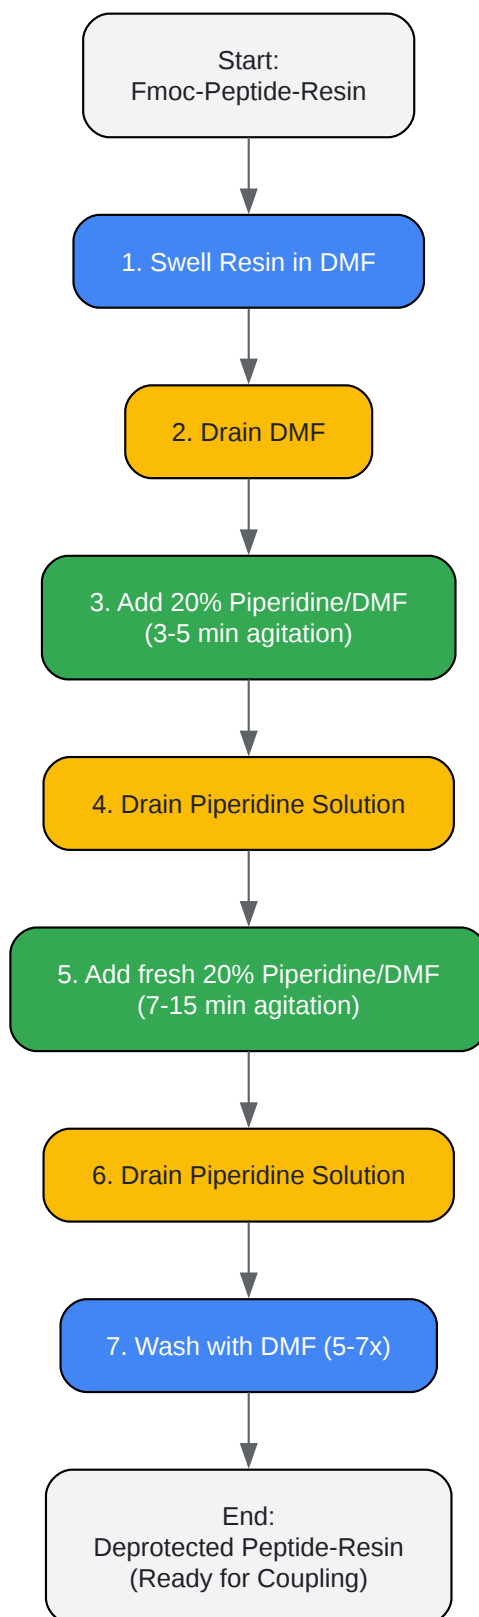 Start:
Fmoc-Peptide-Resin
1. Swell Resin in DMF
2. Drain DMF
3. Add 20% Piperidine/DMF
(3-5 min agitation)
4. Drain Piperidine Solution
5. Add fresh 20% Piperidine/DMF
(7-15 min agitation)
6. Drain Piperidine Solution
7. Wash with DMF (5-7x)
End:
Deprotected Peptide-Resin
(Ready for Coupling)